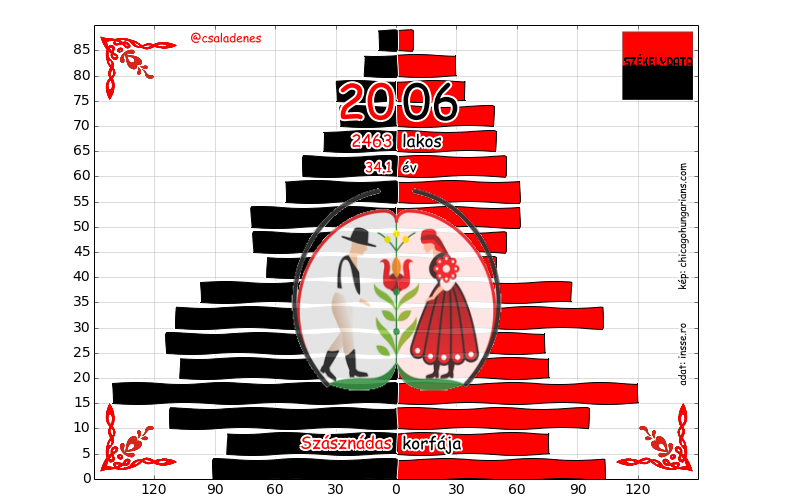 @csaladenes
SZÉKELYDATA
2006
2463 lakos
34.1 év
kép: chicagohungarians.com
adat: insse.ro
Szásznádas korfája
85
80
75
70
65
60
55
50
45
40
35
30
25
20
15
10
5
0
120 90 60 30 0 30 60 90 120